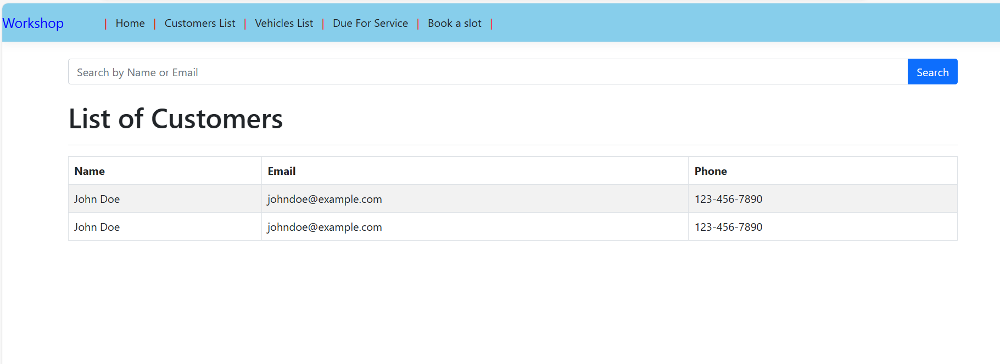 Workshop | Home | Customers List | Vehicles List | Due For Service | Book a slot |
Search by Name or Email Search
List of Customers
Name Email Phone
John Doe johndoe@example.com 123-456-7890
John Doe johndoe@example.com 123-456-7890